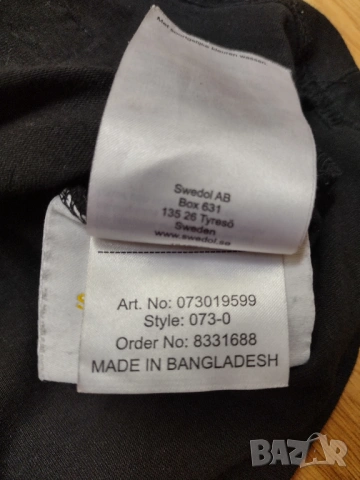 Swedol AB
Box 631
135 26 Tyresö
Sweden
www.swedol.se
S
Art. No: 073019599
Style: 073-0
Order No: 8331688
MADE IN BANGLADESH
BAZAR